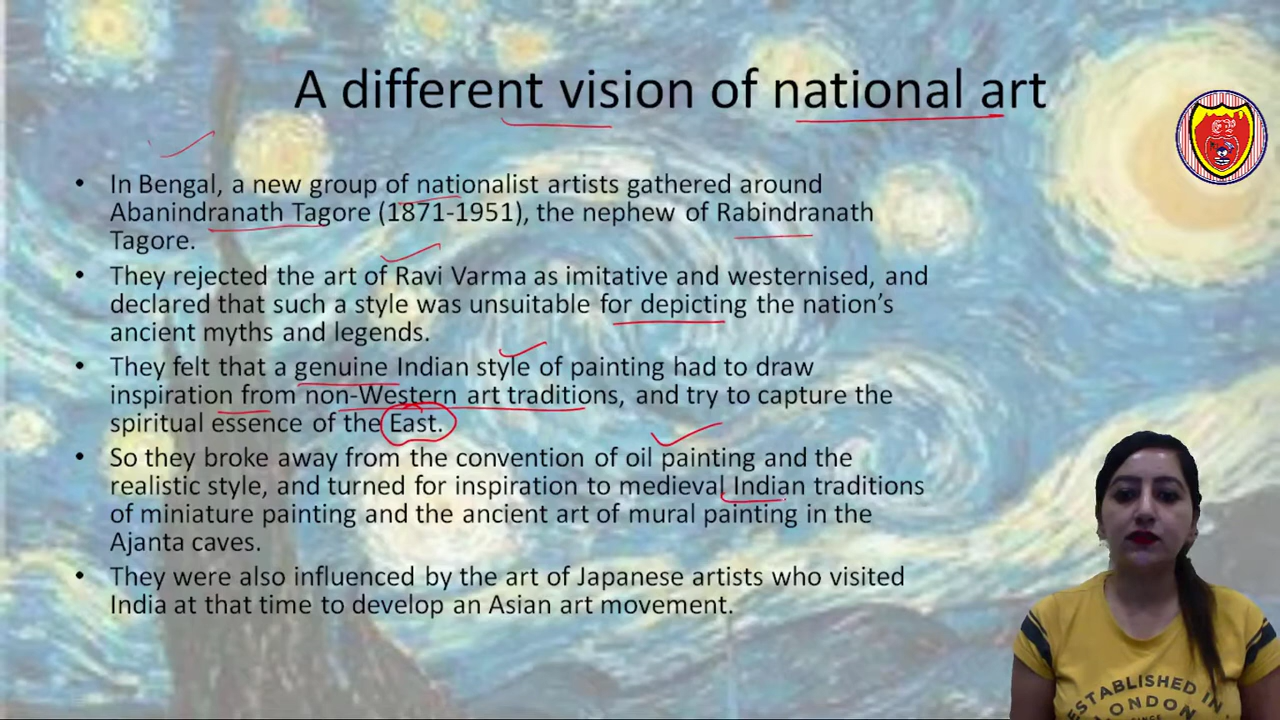 A different vision of national art
• In Bengal, a new group of nationalist artists gathered around
Abanindranath Tagore (1871-1951), the nephew of Rabindranath
Tagore.
• They rejected the art of Ravi Varma as imitative and westernised, and
declared that such a style was unsuitable for depicting the nation’s
ancient myths and legends.
• They felt that a genuine Indian style of painting had to draw
inspiration from non-Western art traditions, and try to capture the
spiritual essence of the East.
• So they broke away from the convention of oil painting and the
realistic style, and turned for inspiration to medieval Indian traditions
of miniature painting and the ancient art of mural painting in the
Ajanta caves.
• They were also influenced by the art of Japanese artists who visited
India at that time to develop an Asian art movement.
ESTABLISHED IN
LONDON